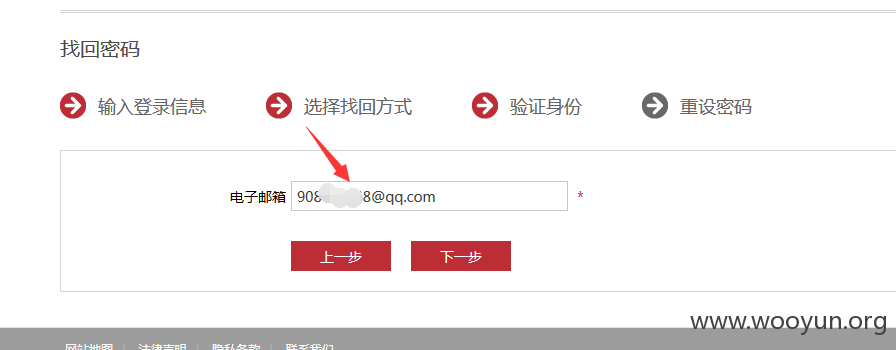 找回密码
输入登录信息 选择找回方式 验证身份 重设密码
电子邮箱 908 8@qq.com *
上一步 下一步
www.wooyun.org
网站地图 | 法律声明 | 隐私条款 | 联系我们